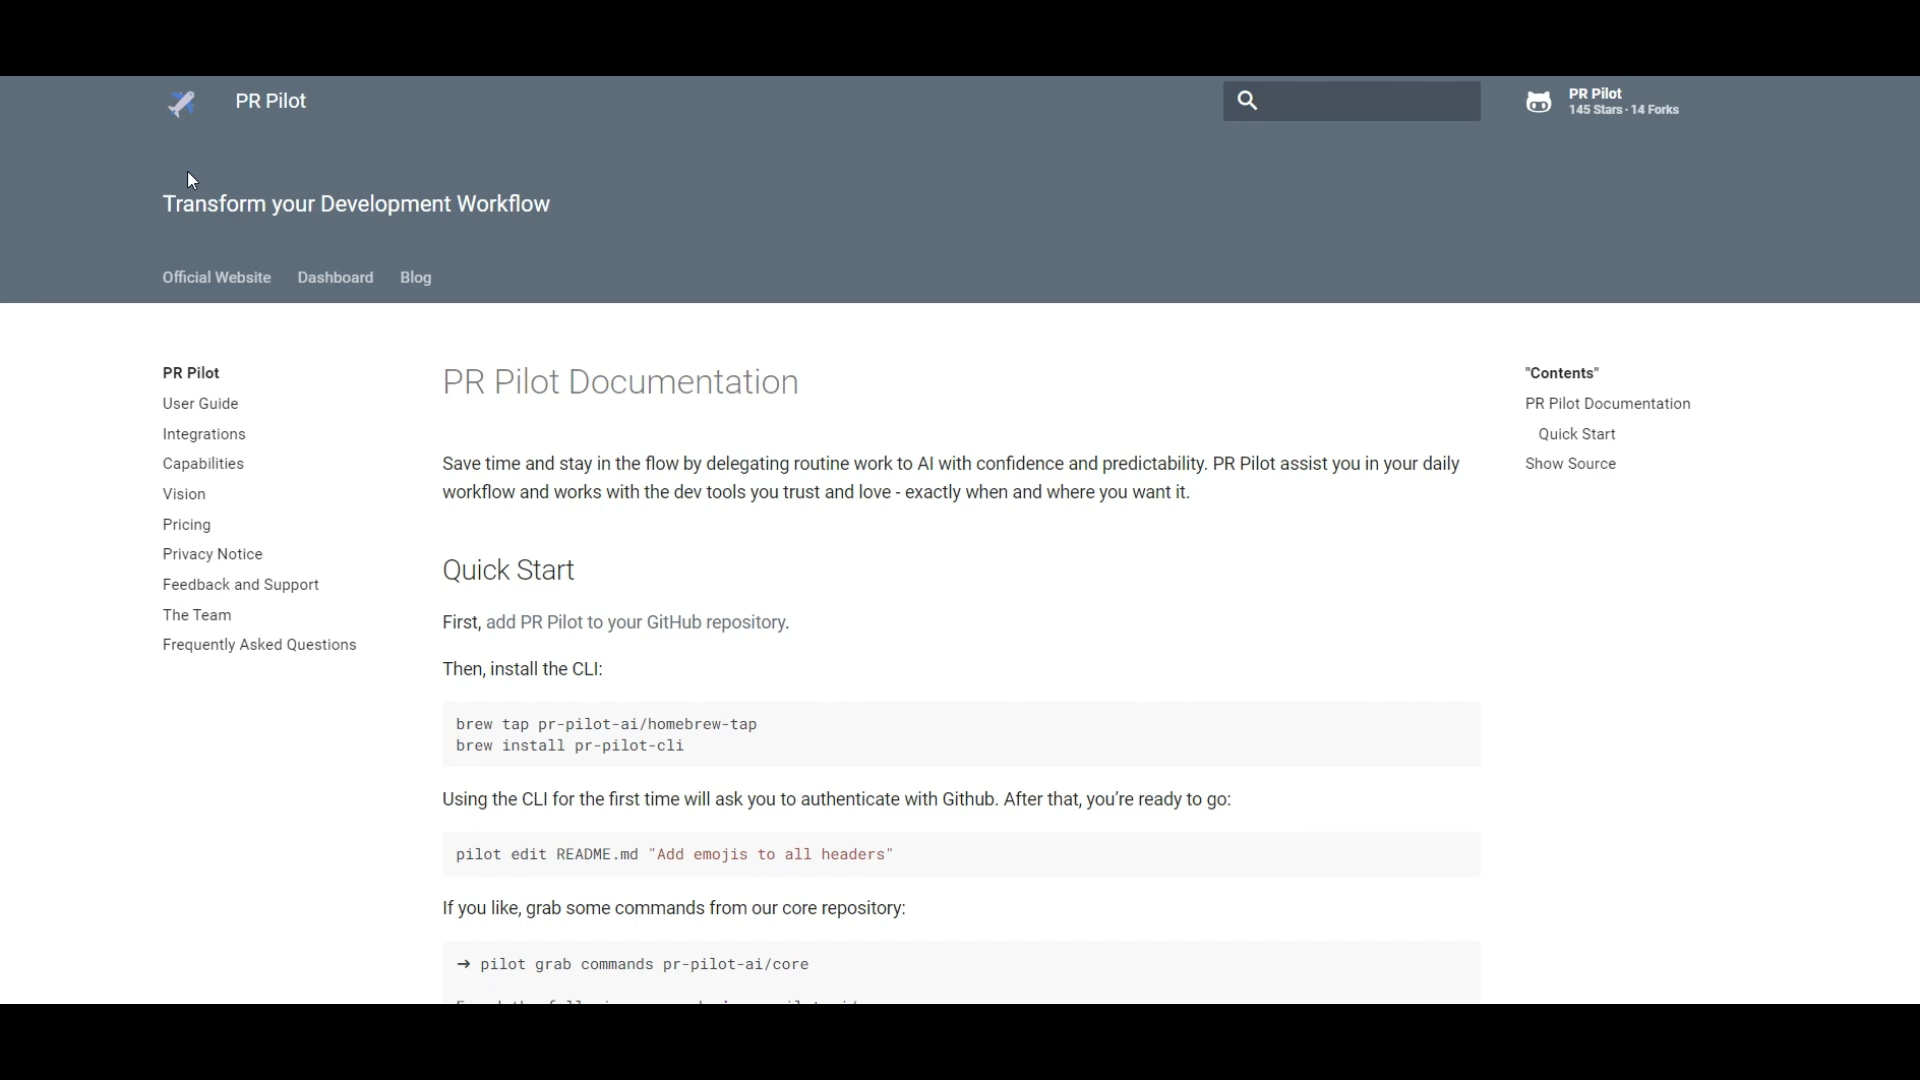 PR Pilot
PR Pilot
145 Stars · 14 Forks
Transform your Development Workflow
Official Website
Dashboard
Blog
PR Pilot
User Guide
Integrations
Capabilities
Vision
Pricing
Privacy Notice
Feedback and Support
The Team
Frequently Asked Questions
PR Pilot Documentation
Save time and stay in the flow by delegating routine work to AI with confidence and predictability. PR Pilot assist you in your daily
workflow and works with the dev tools you trust and love - exactly when and where you want it.
Quick Start
First, add PR Pilot to your GitHub repository.
Then, install the CLI:
brew tap pr-pilot-ai/homebrew-tap
brew install pr-pilot-cli
Using the CLI for the first time will ask you to authenticate with Github. After that, you're ready to go:
pilot edit README.md "Add emojis to all headers"
If you like, grab some commands from our core repository:
➜ pilot grab commands pr-pilot-ai/core
"Contents"
PR Pilot Documentation
Quick Start
Show Source